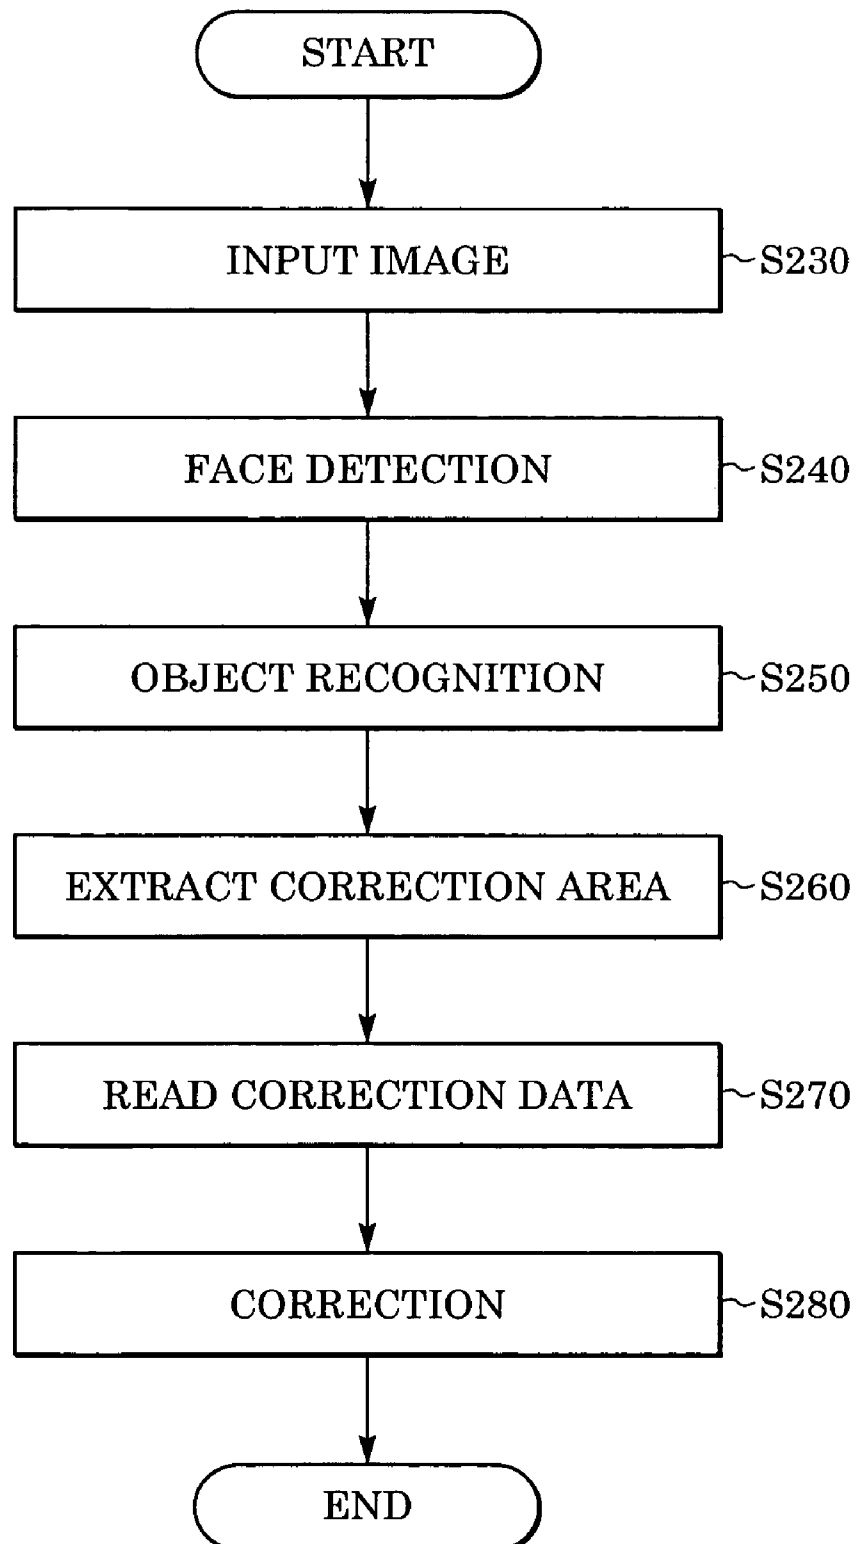 START
INPUT IMAGE
S230
FACE DETECTION
S240
OBJECT RECOGNITION
S250
EXTRACT CORRECTION AREA
S260
READ CORRECTION DATA
S270
CORRECTION
S280
END